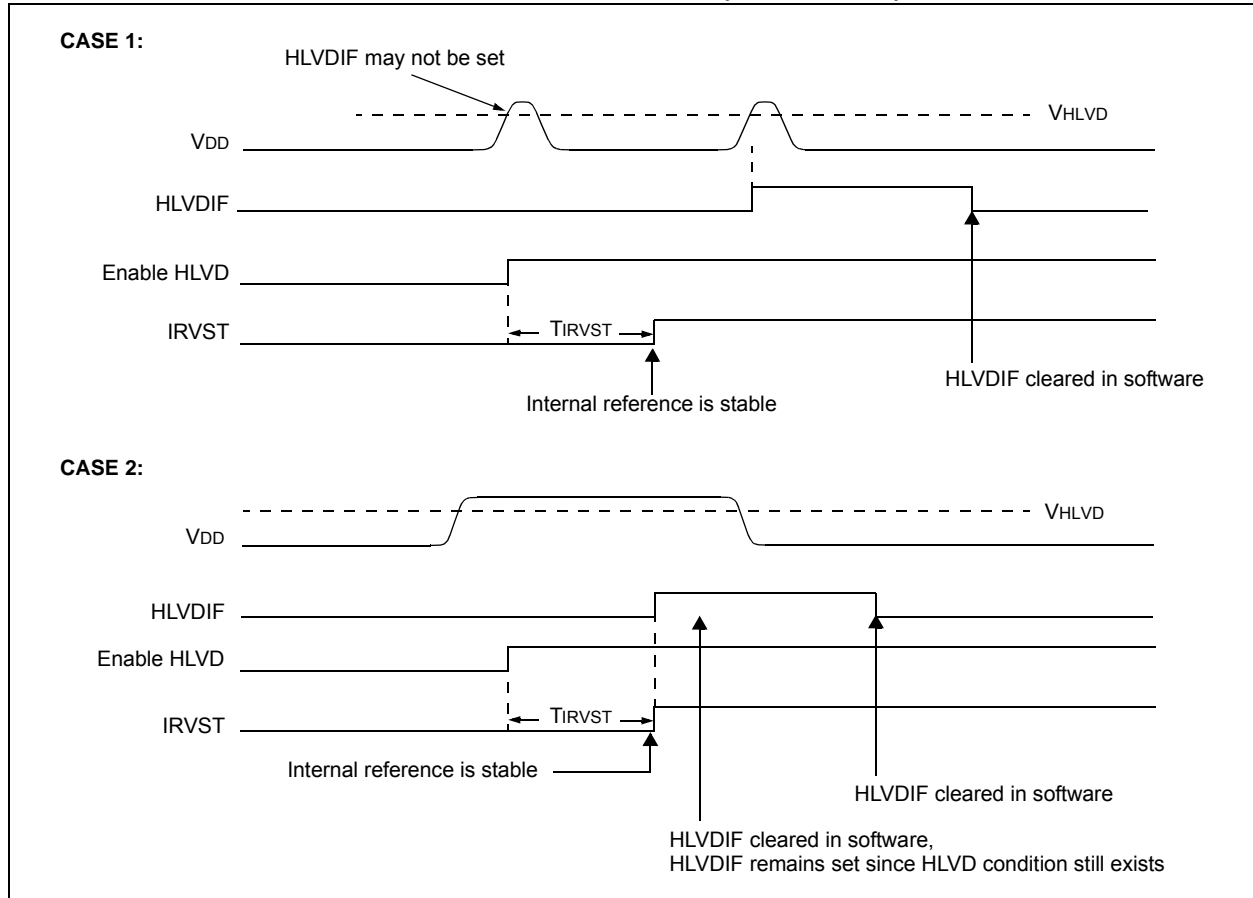 CASE 1:
HLVDIF may not be set
VHLVD
VDD
HLVDIF
Enable HLVD
TIRVST
IRVST
HLVDIF cleared in software
Internal reference is stable
CASE 2:
VHLVD
VDD
HLVDIF
Enable HLVD
TIRVST
IRVST
Internal reference is stable
HLVDIF cleared in software
HLVDIF cleared in software,
HLVDIF remains set since HLVD condition still exists